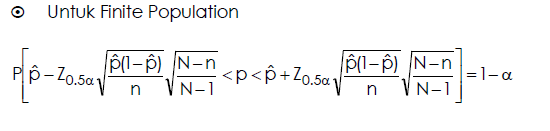 ⊙ Untuk Finite Population
P[p̂ − Z₀.₅α √(p̂(1−p̂)/n) √((N−n)/(N−1)) < p < p̂ + Z₀.₅α √(p̂(1−p̂)/n) √((N−n)/(N−1))] = 1 − α